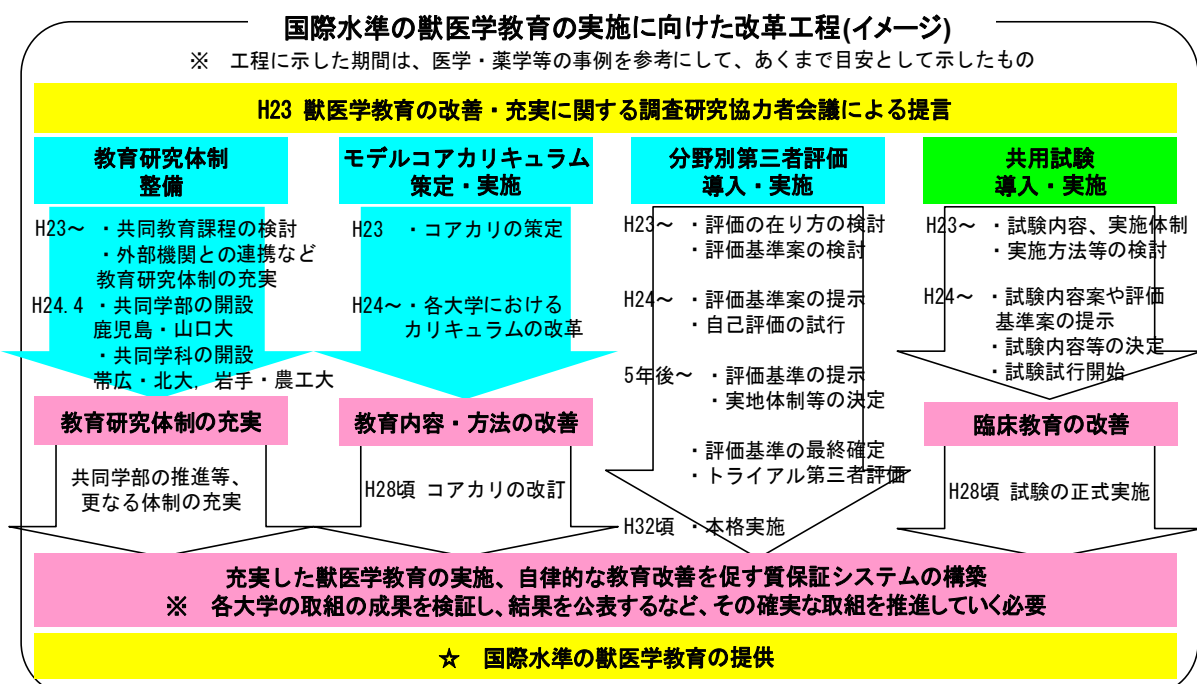 国際水準の獣医学教育の実施に向けた改革工程(イメージ)
※　工程に示した期間は、医学・薬学等の事例を参考にして、あくまで目安として示したもの
H23 獣医学教育の改善・充実に関する調査研究協力者会議による提言
教育研究体制
整備
H23～ ・共同教育課程の検討
・外部機関との連携など
教育研究体制の充実
H24.4 ・共同学部の開設
鹿児島・山口大
・共同学科の開設
帯広・北大, 岩手・農工大
教育研究体制の充実
共同学部の推進等、
更なる体制の充実
モデルコアカリキュラム
策定・実施
H23 ・コアカリの策定
H24～ ・各大学における
カリキュラムの改革
教育内容・方法の改善
H28頃 コアカリの改訂
分野別第三者評価
導入・実施
H23～ ・評価の在り方の検討
・評価基準案の検討
H24～ ・評価基準案の提示
・自己評価の試行
5年後～ ・評価基準の提示
・実地体制等の決定
・評価基準の最終確定
・トライアル第三者評価
H32頃 ・本格実施
共用試験
導入・実施
H23～ ・試験内容、実施体制
・実施方法等の検討
H24～ ・試験内容案や評価
基準案の提示
・試験内容等の決定
・試験試行開始
臨床教育の改善
H28頃 試験の正式実施
充実した獣医学教育の実施、自律的な教育改善を促す質保証システムの構築
※　各大学の取組の成果を検証し、結果を公表するなど、その確実な取組を推進していく必要
☆　国際水準の獣医学教育の提供